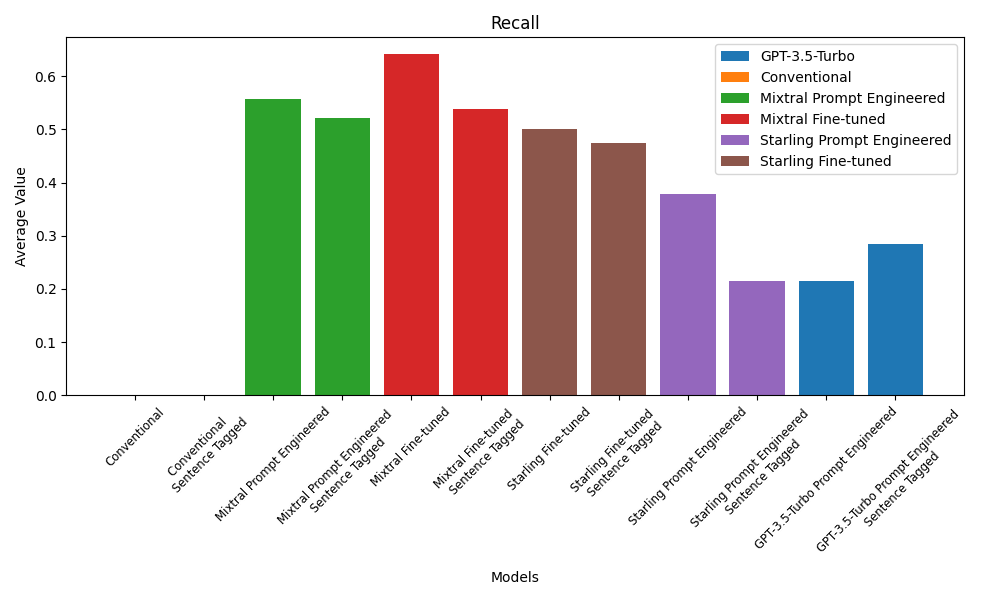 Recall
Average Value
0.6
0.5
0.4
0.3
0.2
0.1
0.0
GPT-3.5-Turbo
Conventional
Mixtral Prompt Engineered
Mixtral Fine-tuned
Starling Prompt Engineered
Starling Fine-tuned
Conventional
Conventional
Sentence Tagged
Mixtral Prompt Engineered
Mixtral Prompt Engineered
Sentence Tagged
Mixtral Fine-tuned
Mixtral Fine-tuned
Sentence Tagged
Starling Fine-tuned
Starling Fine-tuned
Sentence Tagged
Starling Prompt Engineered
Starling Prompt Engineered
Sentence Tagged
GPT-3.5-Turbo Prompt Engineered
GPT-3.5-Turbo Prompt Engineered
Sentence Tagged
Models